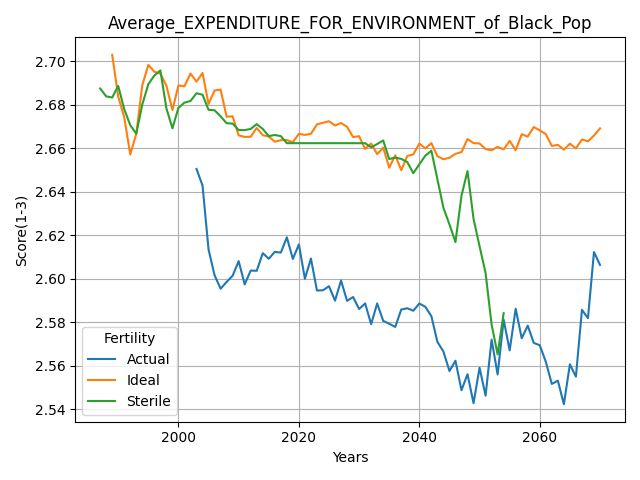 Average_EXPENDITURE_FOR_ENVIRONMENT_of_Black_Pop
Score(1-3)
2.70
2.68
2.66
2.64
2.62
2.60
2.58
2.56
2.54
Fertility
Actual
Ideal
Sterile
2000 2020 2040 2060
Years